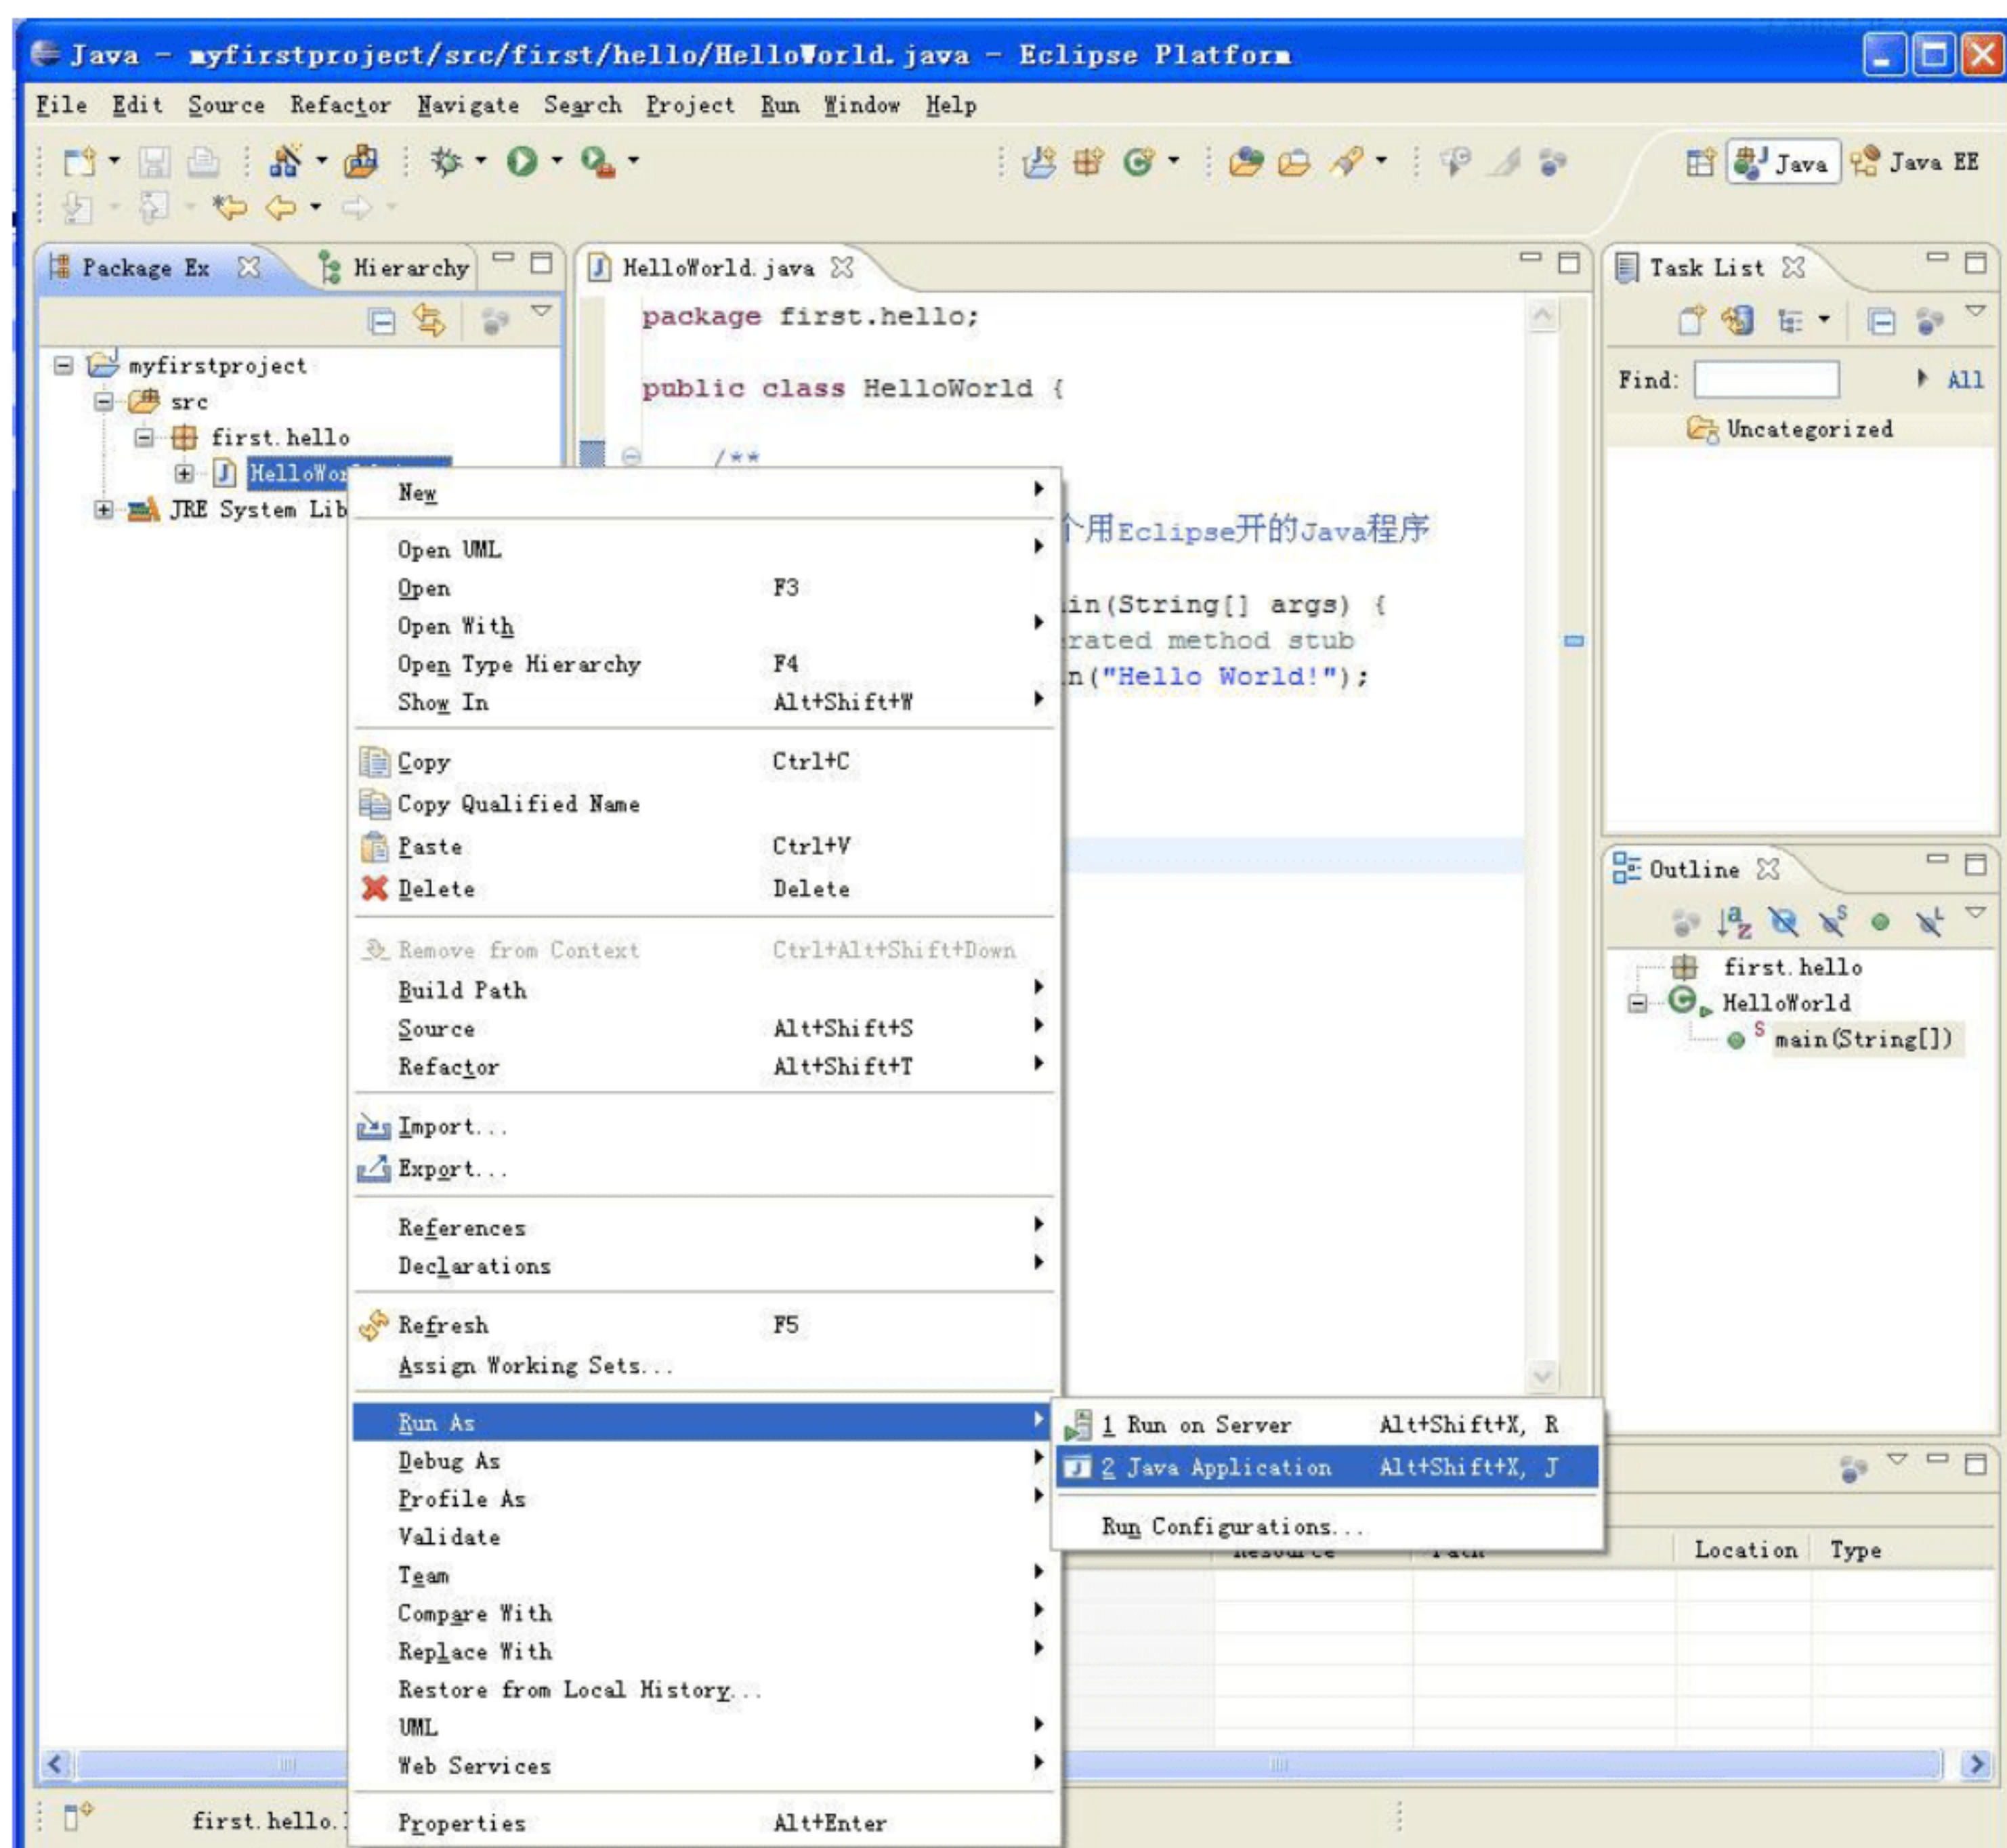 Java - myfirstproject/src/first/hello/HelloWorld.java - Eclipse Platform
File Edit Source Refactor Navigate Search Project Run Window Help
Java Java EE
Package Ex Hierarchy
myfirstproject
src
first.hello
JRE System Lib
HelloWorld.java
package first.hello;
public class HelloWorld {
/**
个用Eclipse开的Java程序
in(String[] args) {
rated method stub
n("Hello World!");
New
Open UML
Open F3
Open With
Open Type Hierarchy F4
Show In Alt+Shift+W
Copy Ctrl+C
Copy Qualified Name
Paste Ctrl+V
Delete Delete
Remove from Context Ctrl+Alt+Shift+Down
Build Path
Source Alt+Shift+S
Refactor Alt+Shift+T
Import...
Export...
References
Declarations
Refresh F5
Assign Working Sets...
Run As
Debug As
Profile As
Validate
Team
Compare With
Replace With
Restore from Local History...
UML
Web Services
Properties Alt+Enter
1 Run on Server Alt+Shift+X, R
2 Java Application Alt+Shift+X, J
Run Configurations...
Task List
Find: All
Uncategorized
Outline
first.hello
HelloWorld
main(String[])
Location Type
first.hello.